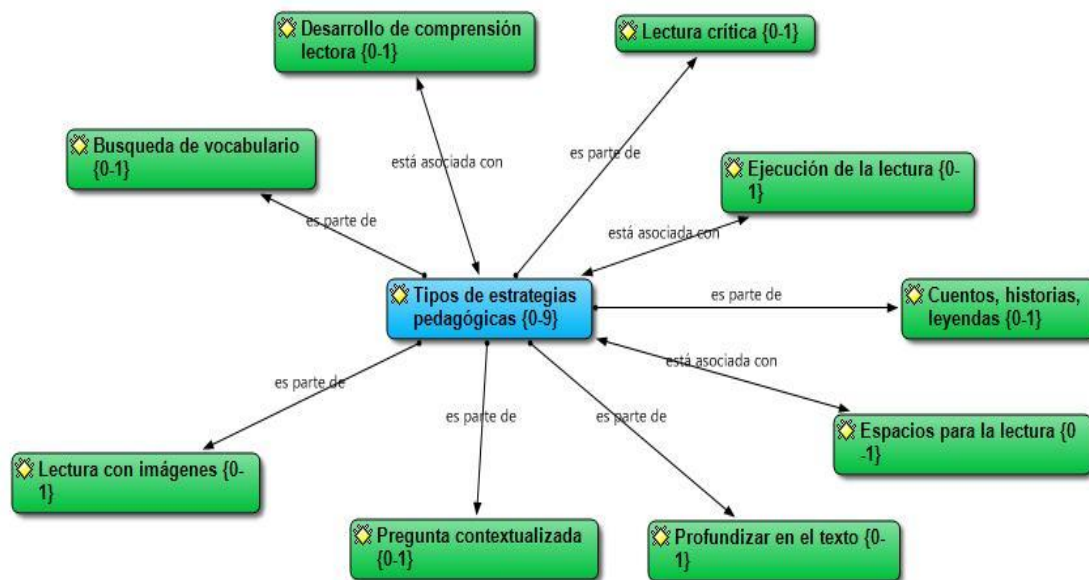 Desarrollo de comprensión
lectora {0-1}
Lectura crítica {0-1}
Busqueda de vocabulario
{0-1}
está asociada con
es parte de
Ejecución de la lectura {0-
1}
es parte de
está asociada con
Tipos de estrategias
pedagógicas {0-9}
es parte de
Cuentos, historias,
leyendas {0-1}
está asociada con
es parte de
es parte de
es parte de
Espacios para la lectura {0
-1}
Lectura con imágenes {0-
1}
Pregunta contextualizada
{0-1}
Profundizar en el texto {0-
1}